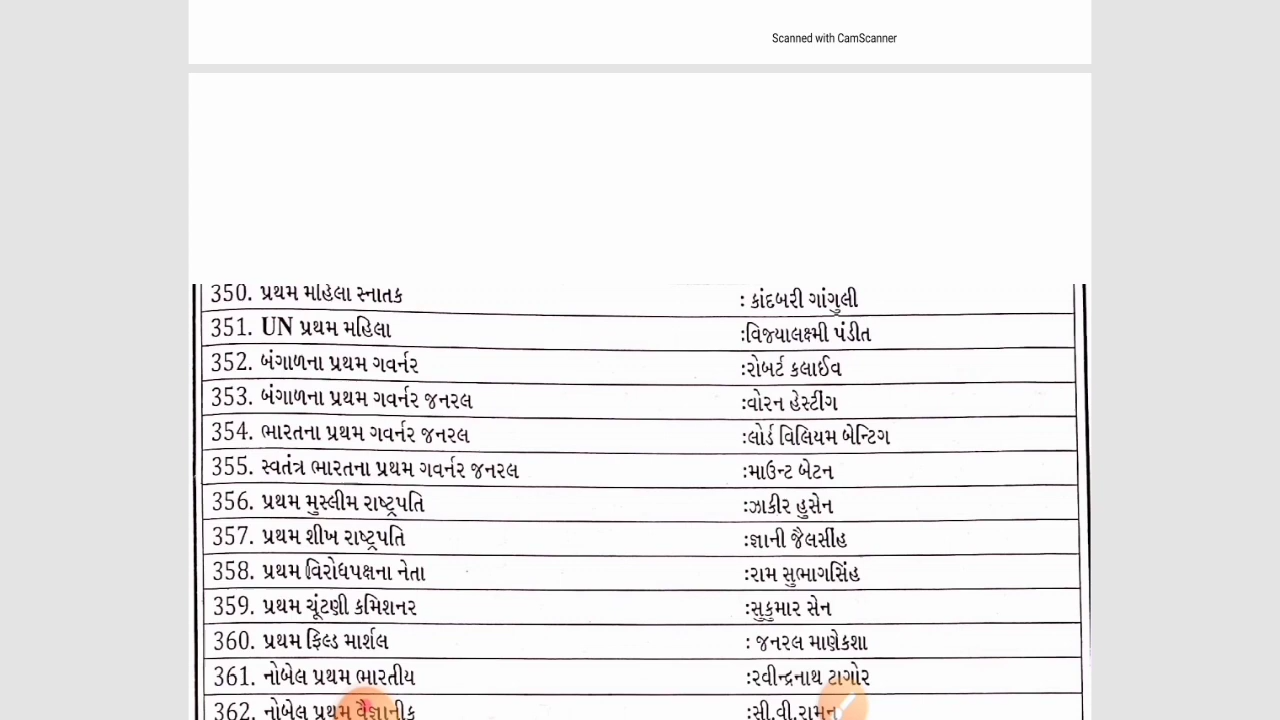 Scanned with CamScanner
350. પ્રથમ મહિલા સ્નાતક : કાંદબરી ગાંગુલી
351. UN પ્રથમ મહિલા :વિજયાલક્ષ્મી પંડીત
352. બંગાળના પ્રથમ ગવર્નર :રોબર્ટ કલાઈવ
353. બંગાળના પ્રથમ ગવર્નર જનરલ :વોરન હેસ્ટીંગ
354. ભારતના પ્રથમ ગવર્નર જનરલ :લોર્ડ વિલિયમ બેન્ટિગ
355. સ્વતંત્ર ભારતના પ્રથમ ગવર્નર જનરલ :માઉન્ટ બેટન
356. પ્રથમ મુસ્લીમ રાષ્ટ્રપતિ :ઝાકીર હુસેન
357. પ્રથમ શીખ રાષ્ટ્રપતિ :જ્ઞાની જૈલસીંહ
358. પ્રથમ વિરોધપક્ષના નેતા :રામ સુભાગસિંહ
359. પ્રથમ ચૂંટણી કમિશનર :સુકુમાર સેન
360. પ્રથમ ફિલ્ડ માર્શલ : જનરલ માણેકશા
361. નોબેલ પ્રથમ ભારતીય :રવીન્દ્રનાથ ટાગોર
362. નોબેલ પ્રથમ વૈજ્ઞાનીક :સી.વી.રામન